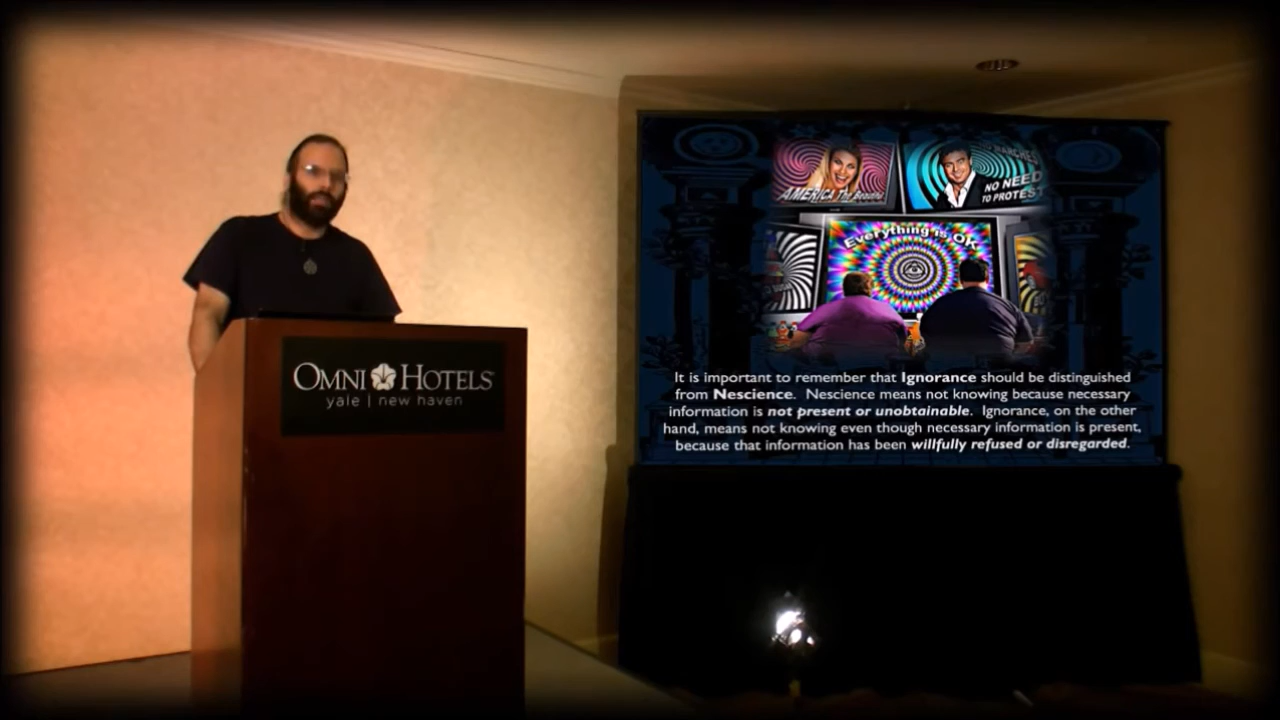 OMNI HOTELS
yale | new haven
AMERICA The Beautiful
NO NEED
TO PROTEST
Everything is OK
It is important to remember that Ignorance should be distinguished
from Nescience. Nescience means not knowing because necessary
information is not present or unobtainable. Ignorance, on the other
hand, means not knowing even though necessary information is present,
because that information has been willfully refused or disregarded.